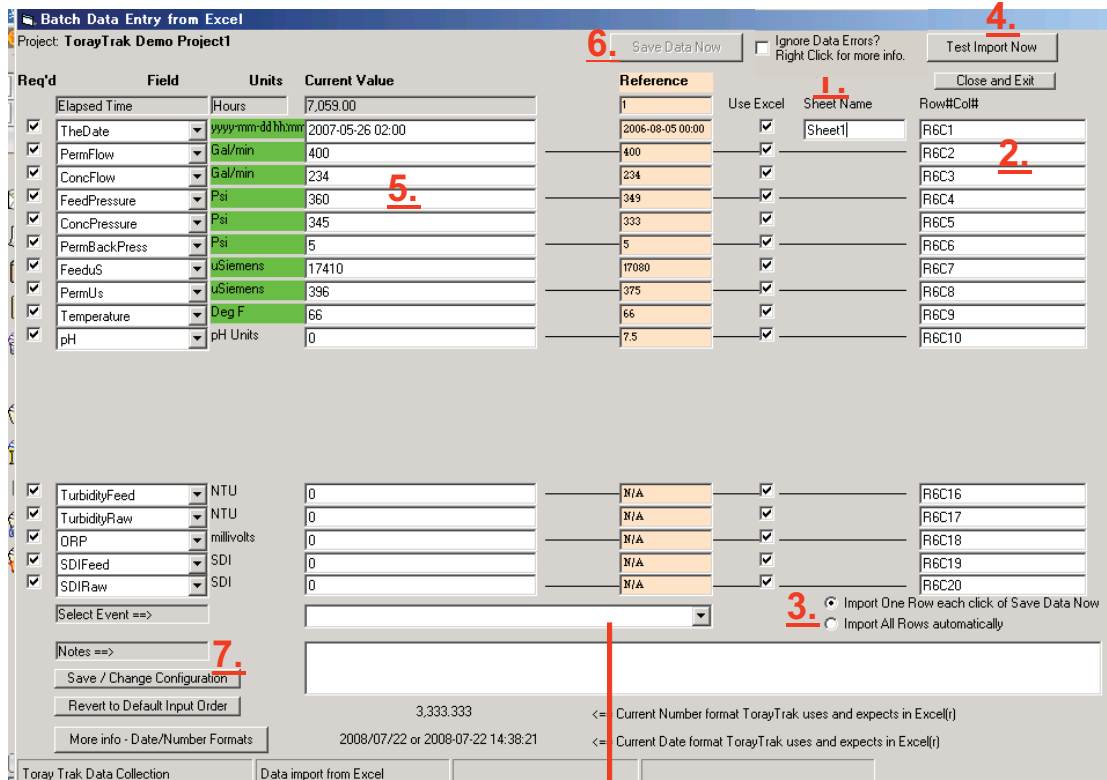 Batch Data Entry from Excel
Project: TorayTrak Demo Project1
6. Save Data Now
Ignore Data Errors?
Right Click for more info.
4.
Test Import Now
Close and Exit
Req'd Field Units Current Value Reference
1.
Use Excel Sheet Name Row#Col#
Elapsed Time Hours 7,059.00 1
TheDate yyyy-mm-dd hh:mm 2007-05-26 02:00 2006-08-05 00:00 Sheet1 R6C1
PermFlow Gal/min 400 400 R6C2
2.
ConcFlow Gal/min 234 234 R6C3
5.
FeedPressure Psi 360 349 R6C4
ConcPressure Psi 345 333 R6C5
PermBackPress Psi 5 5 R6C6
FeeduS uSiemens 17410 17080 R6C7
PermUs uSiemens 396 375 R6C8
Temperature Deg F 66 66 R6C9
pH pH Units 0 7.5 R6C10
TurbidityFeed NTU 0 N/A R6C16
TurbidityRaw NTU 0 N/A R6C17
ORP millivolts 0 N/A R6C18
SDIFeed SDI 0 N/A R6C19
SDIRaw SDI 0 N/A R6C20
Select Event ==>
3.
Import One Row each click of Save Data Now
Import All Rows automatically
Notes ==>
7.
Save / Change Configuration
Revert to Default Input Order
3,333.333 <== Current Number format TorayTrak uses and expects in Excel(r)
More info - Date/Number Formats
2008/07/22 or 2008-07-22 14:38:21 <== Current Date format TorayTrak uses and expects in Excel(r)
Toray Trak Data Collection Data import from Excel